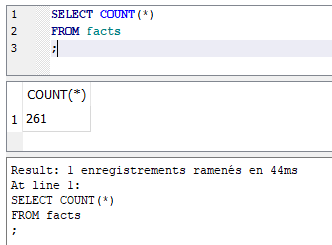 1 SELECT COUNT(*)
2 FROM facts
3 ;
COUNT(*)
1 261
Result: 1 enregistrements ramenés en 44ms
At line 1:
SELECT COUNT(*)
FROM facts
;